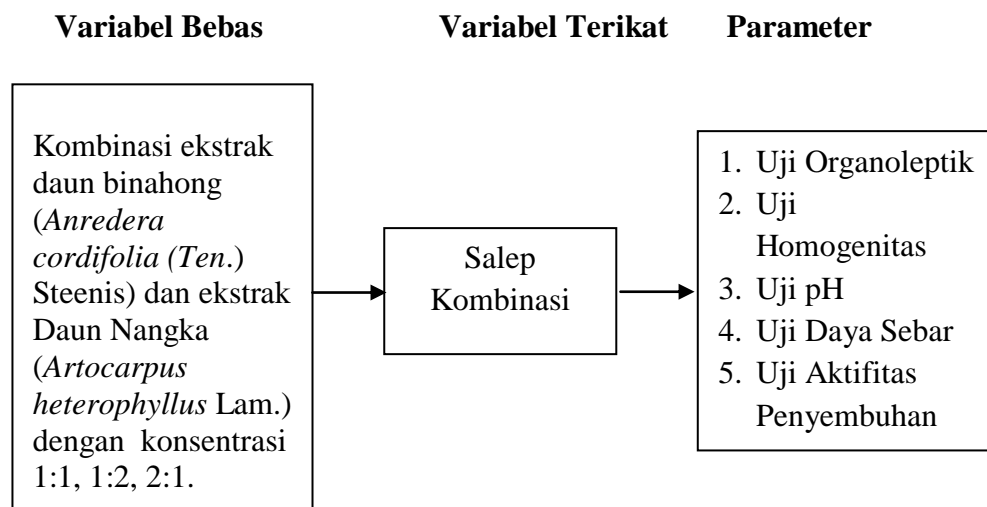 Variabel Bebas Variabel Terikat Parameter
Kombinasi ekstrak
daun binahong
(Anredera
cordifolia (Ten.)
Steenis) dan ekstrak
Daun Nangka
(Artocarpus
heterophyllus Lam.)
dengan konsentrasi
1:1, 1:2, 2:1.
Salep
Kombinasi
1. Uji Organoleptik
2. Uji
Homogenitas
3. Uji pH
4. Uji Daya Sebar
5. Uji Aktifitas
Penyembuhan